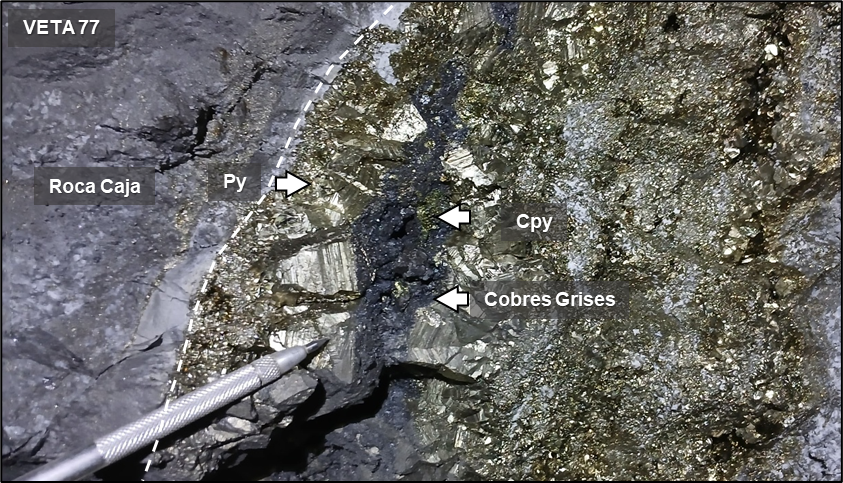 VETA 77
Roca Caja
Py
Cpy
Cobres Grises